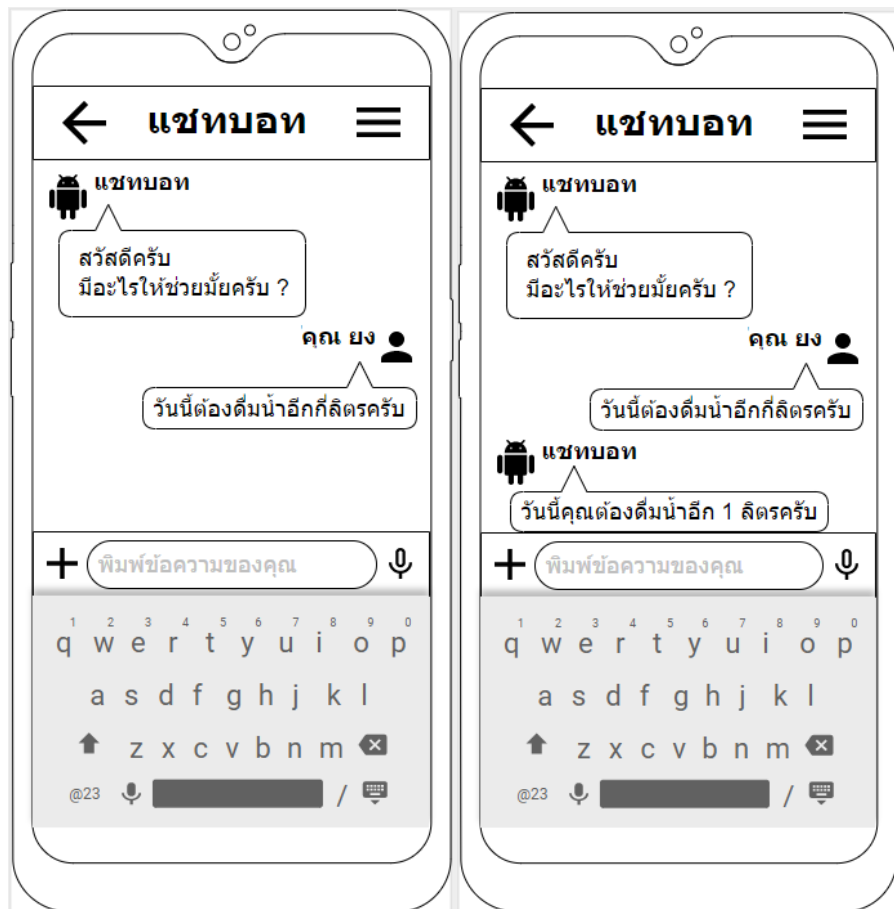 แชทบอท
แชทบอท
สวัสดีครับ
มีอะไรให้ช่วยมั้ยครับ ?
คุณ ยง
วันนี้ต้องดื่มน้ำอีกกี่ลิตรครับ
พิมพ์ข้อความของคุณ
1 2 3 4 5 6 7 8 9 0
q w e r t y u i o p
a s d f g h j k l
z x c v b n m
@23 /
แชทบอท
แชทบอท
สวัสดีครับ
มีอะไรให้ช่วยมั้ยครับ ?
คุณ ยง
วันนี้ต้องดื่มน้ำอีกกี่ลิตรครับ
แชทบอท
วันนี้คุณต้องดื่มน้ำอีก 1 ลิตรครับ
พิมพ์ข้อความของคุณ
1 2 3 4 5 6 7 8 9 0
q w e r t y u i o p
a s d f g h j k l
z x c v b n m
@23 /